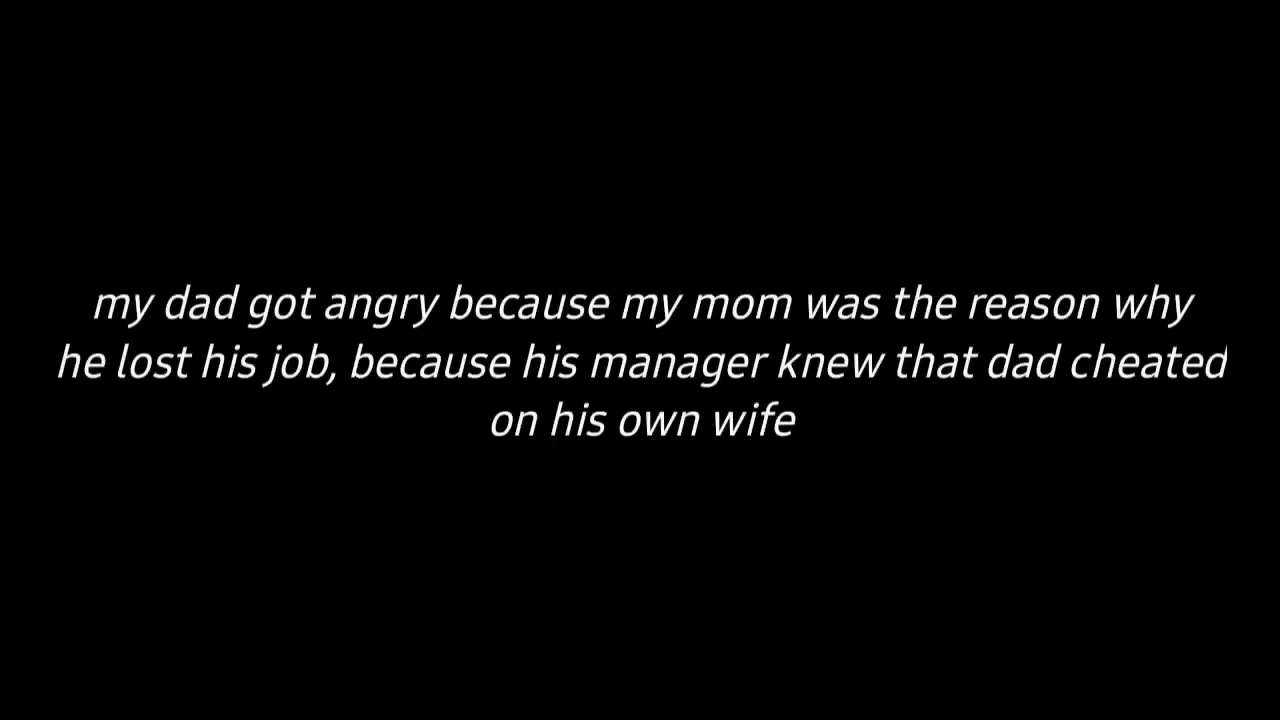 my dad got angry because my mom was the reason why
he lost his job, because his manager knew that dad cheated
on his own wife